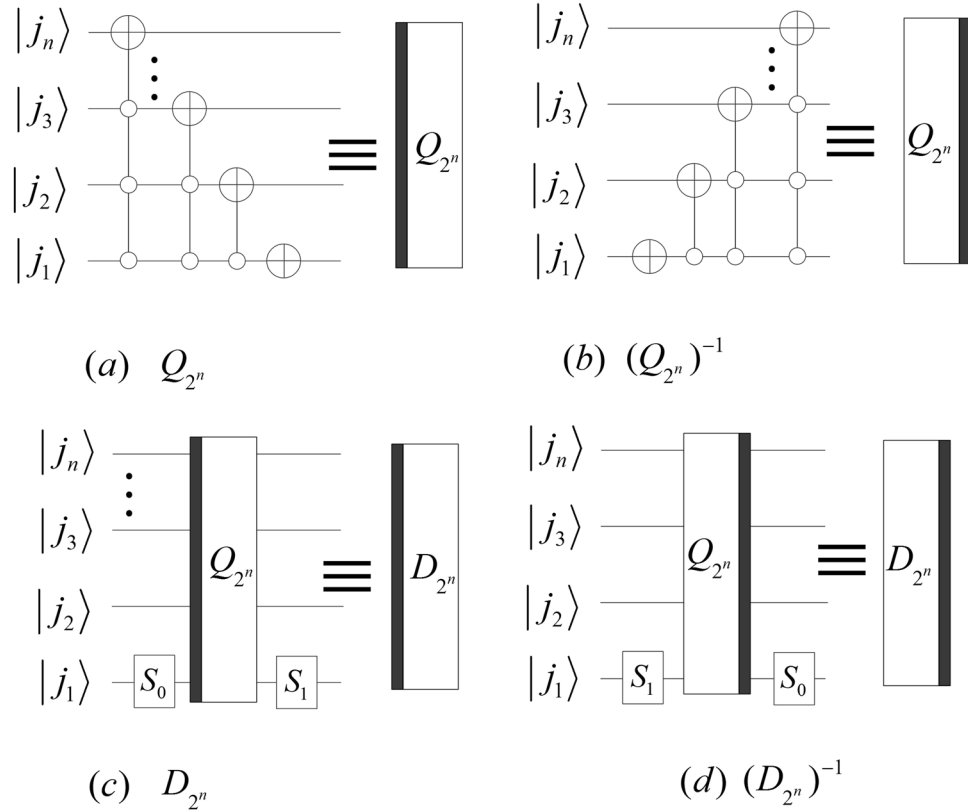 |j_n⟩ |j_n⟩
|j_3⟩ ≡ Q_{2^n} |j_3⟩ ≡ Q_{2^n}
|j_2⟩ |j_2⟩
|j_1⟩ |j_1⟩
(a) Q_{2^n} (b) (Q_{2^n})^{-1}
|j_n⟩ |j_n⟩
|j_3⟩ Q_{2^n} ≡ D_{2^n} |j_3⟩ Q_{2^n} ≡ D_{2^n}
|j_2⟩ |j_2⟩
|j_1⟩ S_0 S_1 |j_1⟩ S_1 S_0
(c) D_{2^n} (d) (D_{2^n})^{-1}